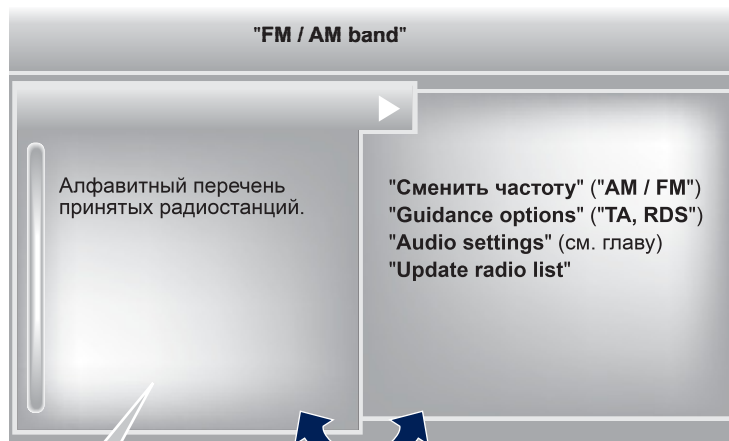 "FM / AM band"
Алфавитный перечень
принятых радиостанций.
"Сменить частоту" ("AM / FM")
"Guidance options" ("TA, RDS")
"Audio settings" (см. главу)
"Update radio list"